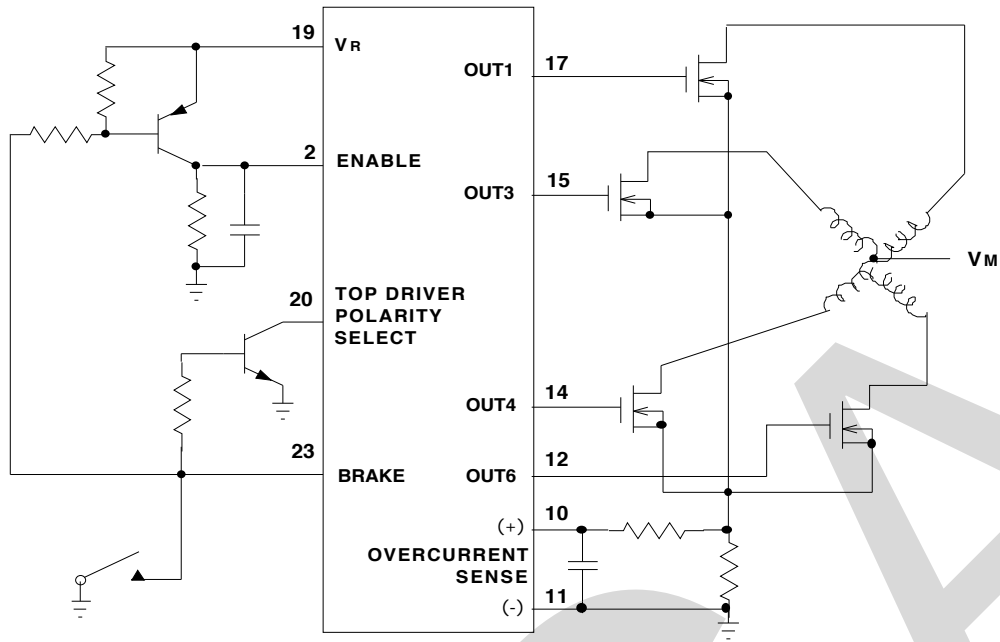 19
VR
OUT1
17
2
ENABLE
OUT3
15
VM
20
TOP DRIVER
POLARITY
SELECT
OUT4
14
23
BRAKE
OUT6
12
(+)
10
OVERCURRENT
SENSE
(-)
11